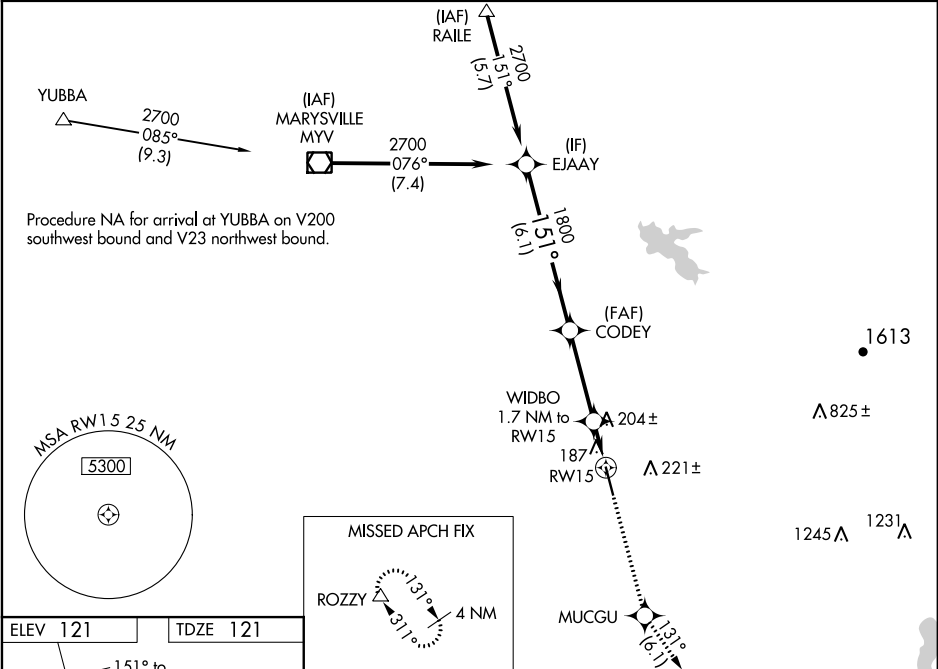 (IAF)
RAILE
2700
151°
(5.7)
YUBBA
2700
085°
(9.3)
(IAF)
MARYSVILLE
MYV
2700
076°
(7.4)
(IF)
EJAAY
Procedure NA for arrival at YUBBA on V200
southwest bound and V23 northwest bound.
1800
151°
(6.1)
(FAF)
CODEY
1613
WIDBO
1.7 NM to
RW15
204±
825±
187
RW15
221±
MSA RW15 25 NM
5300
1245
1231
MISSED APCH FIX
ROZZY
131°
311°
4 NM
MUCGU
131°
(6.1)
ELEV 121
TDZE 121
151° to